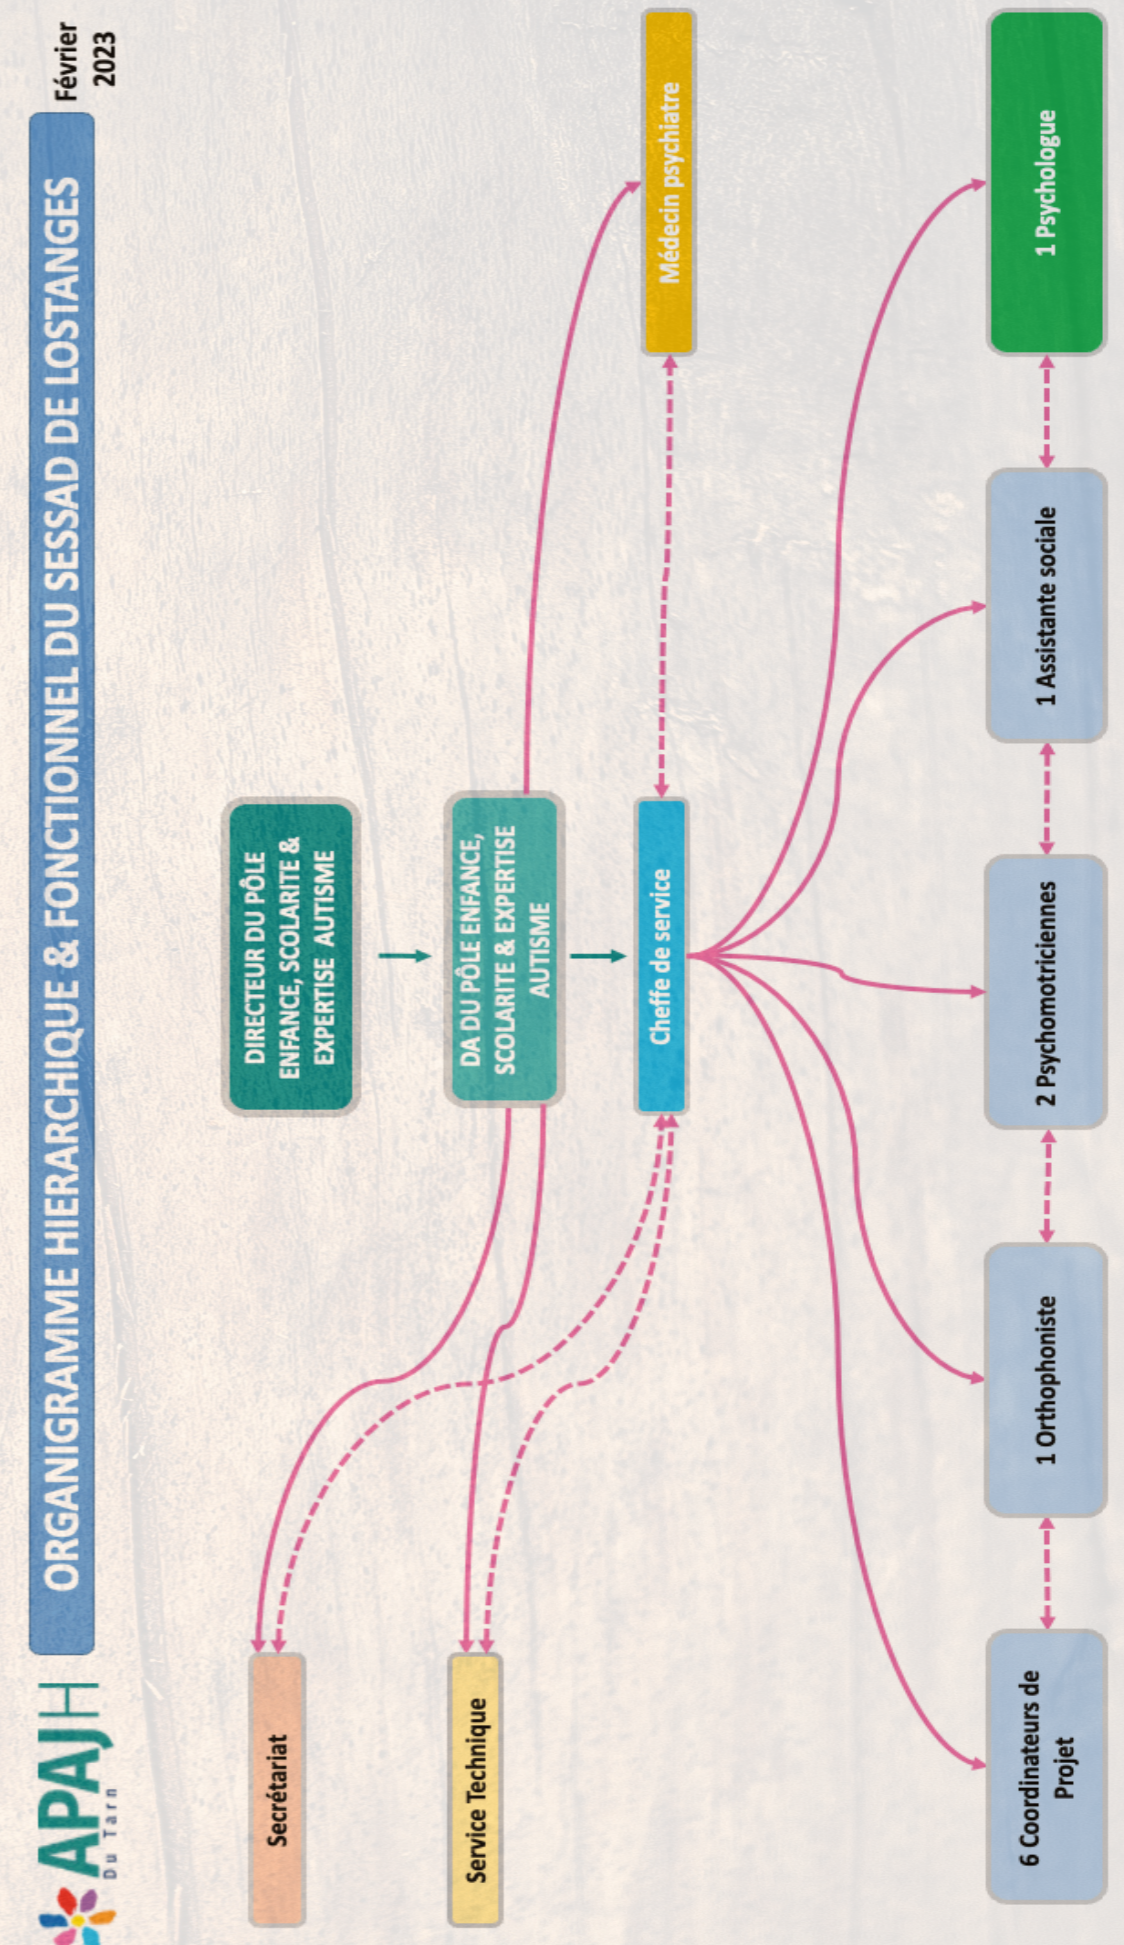 APAJH
Du Tarn
ORGANIGRAMME HIERARCHIQUE & FONCTIONNEL DU SESSAD DE LOSTANGES
Février
2023
DIRECTEUR DU PÔLE
ENFANCE, SCOLARITE &
EXPERTISE AUTISME
Secrétariat
DA DU PÔLE ENFANCE,
SCOLARITE & EXPERTISE
AUTISME
Service Technique
Cheffe de service
Médecin psychiatre
6 Coordinateurs de
Projet
1 Orthophoniste
2 Psychomotriciennes
1 Assistante sociale
1 Psychologue